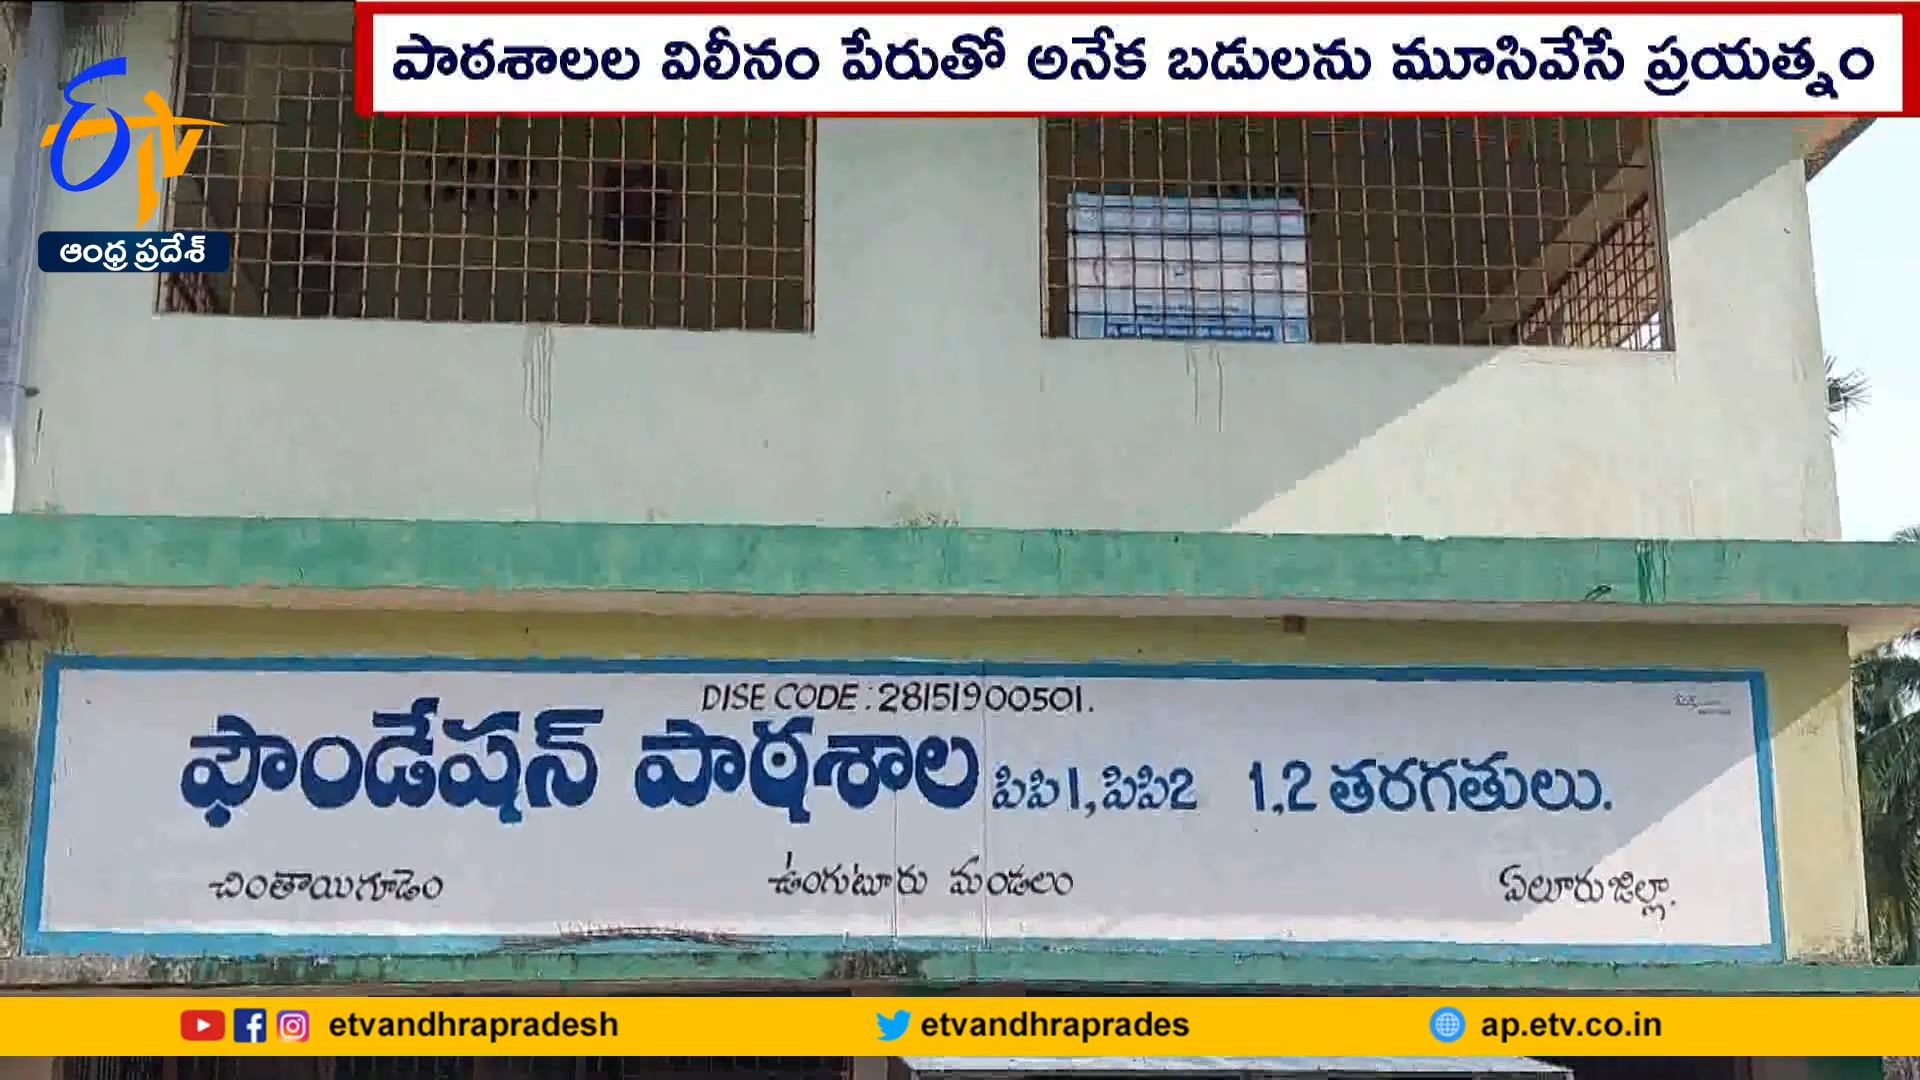 పాఠశాలల విలీనం పేరుతో అనేక బడులను మూసివేసే ప్రయత్నం
ఈtv
ఆంధ్ర ప్రదేశ్
DISE CODE : 28151900501.
ఫౌండేషన్ పాఠశాల పిపి1, పిపి2 1,2 తరగతులు.
చింతాయిగూడెం ఉంగుటూరు మండలం ఏలూరు జిల్లా.
etvandhrapradesh etvandhraprades ap.etv.co.in